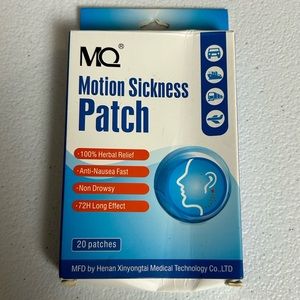 MQ®
Motion Sickness
Patch
•100% Herbal Relief
•Anti-Nausea Fast
•Non Drowsy
•72H Long Effect
20 patches
MFD by Henan Xinyongtai Medical Technology Co.,LTD